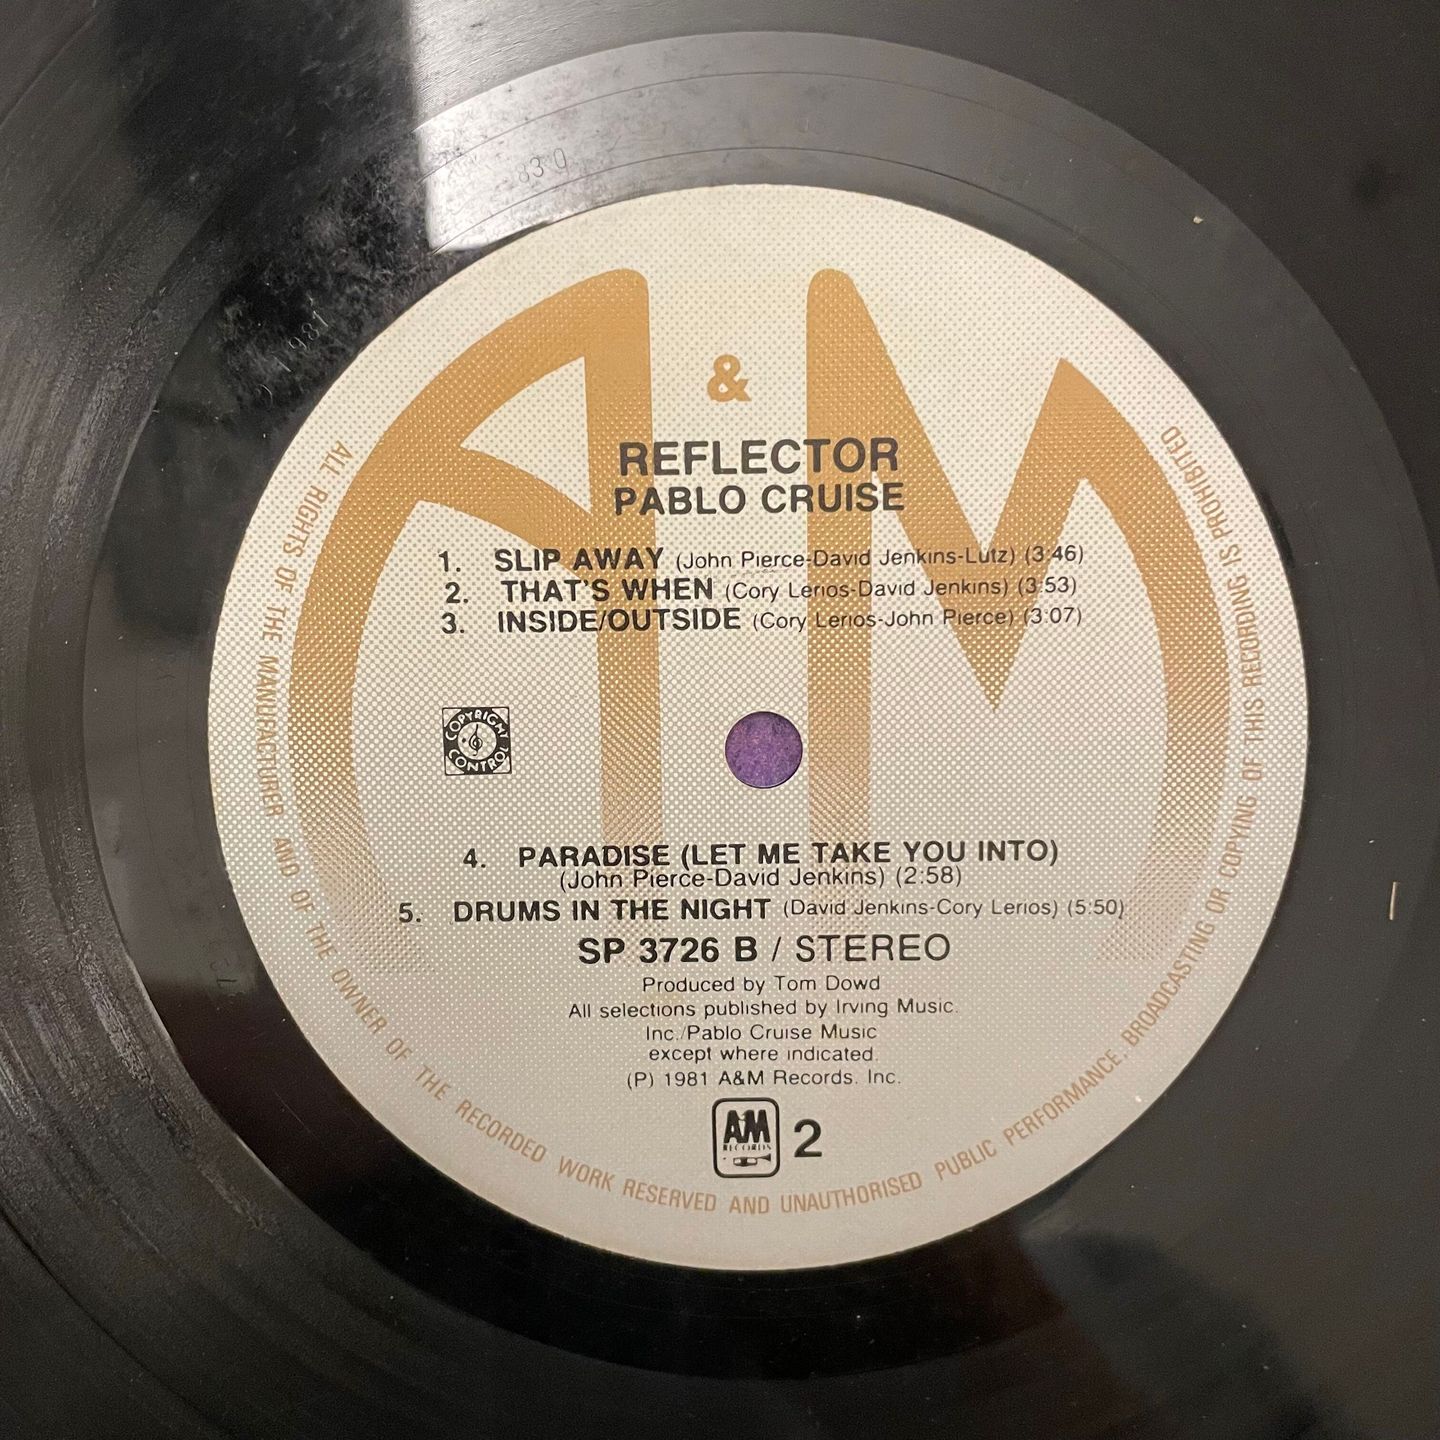 830
1981
A & M
REFLECTOR
PABLO CRUISE
1. SLIP AWAY (John Pierce-David Jenkins-Lutz) (3:46)
2. THAT'S WHEN (Cory Lerios-David Jenkins) (3:53)
3. INSIDE/OUTSIDE (Cory Lerios-John Pierce) (3:07)
COPYRIGHT CONTROL
4. PARADISE (LET ME TAKE YOU INTO)
(John Pierce-David Jenkins) (2:58)
5. DRUMS IN THE NIGHT (David Jenkins-Cory Lerios) (5:50)
SP 3726 B / STEREO
Produced by Tom Dowd
All selections published by Irving Music.
Inc./Pablo Cruise Music
except where indicated.
(P) 1981 A&M Records. Inc.
A&M RECORDS
2
ALL RIGHTS OF THE MANUFACTURER AND OF THE OWNER OF THE RECORDED WORK RESERVED AND UNAUTHORISED PUBLIC PERFORMANCE, BROADCASTING OR COPYING OF THIS RECORDING IS PROHIBITED